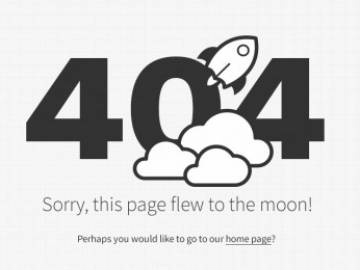 404
Sorry, this page flew to the moon!
Perhaps you would like to go to our home page?